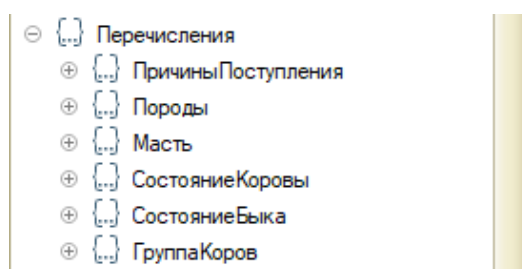 Перечисления
ПричиныПоступления
Породы
Масть
СостояниеКоровы
СостояниеБыка
ГруппаКоров